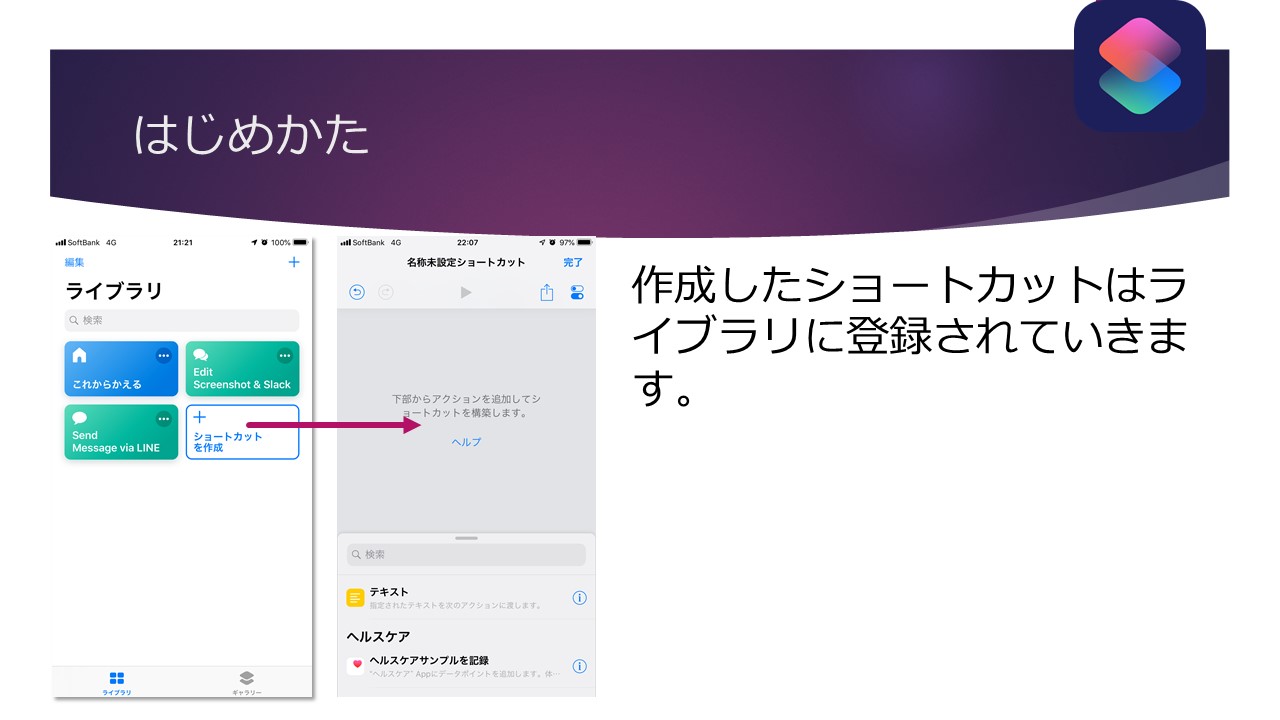 はじめかた
SoftBank 4G 21:21 100%
編集
ライブラリ
検索
これからかえる
Edit
Screenshot & Slack
Send
Message via LINE
ショートカット
を作成
ライブラリ
ギャラリー
SoftBank 4G 22:07 97%
名称未設定ショートカット 完了
下部からアクションを追加してシ
ョートカットを構築します。
ヘルプ
検索
テキスト
指定されたテキストを次のアクションに渡します。
ヘルスケア
ヘルスケアサンプルを記録
"ヘルスケア" Appにデータポイントを追加します。体…
作成したショートカットはラ
イブラリに登録されていきま
す。